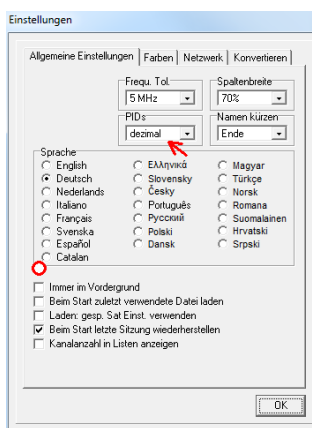 Einstellungen
Allgemeine Einstellungen Farben Netzwerk Konvertieren
Frequ. Tol. Spaltenbreite
5 MHz 70%
PIDs Namen kürzen
dezimal Ende
Sprache
English Ελληνικά Magyar
Deutsch Slovensky Türkçe
Nederlands Česky Norsk
Italiano Português Romana
Français Русский Suomalainen
Svenska Polski Hrvatski
Español Dansk Srpski
Catalan
Immer im Vordergrund
Beim Start zuletzt verwendete Datei laden
Laden: gesp. Sat Einst. verwenden
Beim Start letzte Sitzung wiederherstellen
Kanalanzahl in Listen anzeigen
OK